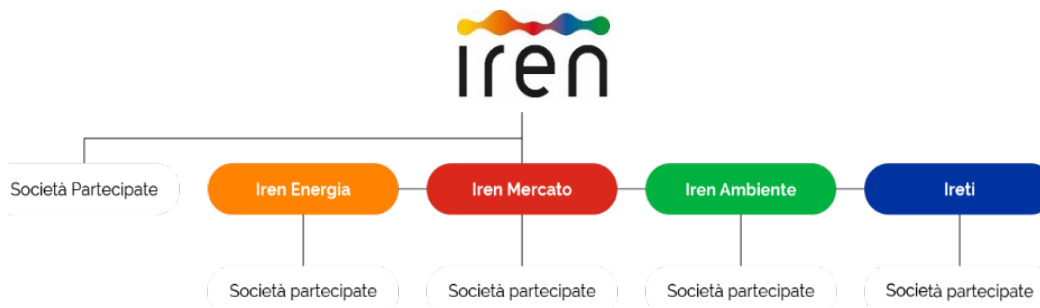 iren
Società Partecipate
Iren Energia
Iren Mercato
Iren Ambiente
Ireti
Società partecipate
Società partecipate
Società partecipate
Società partecipate